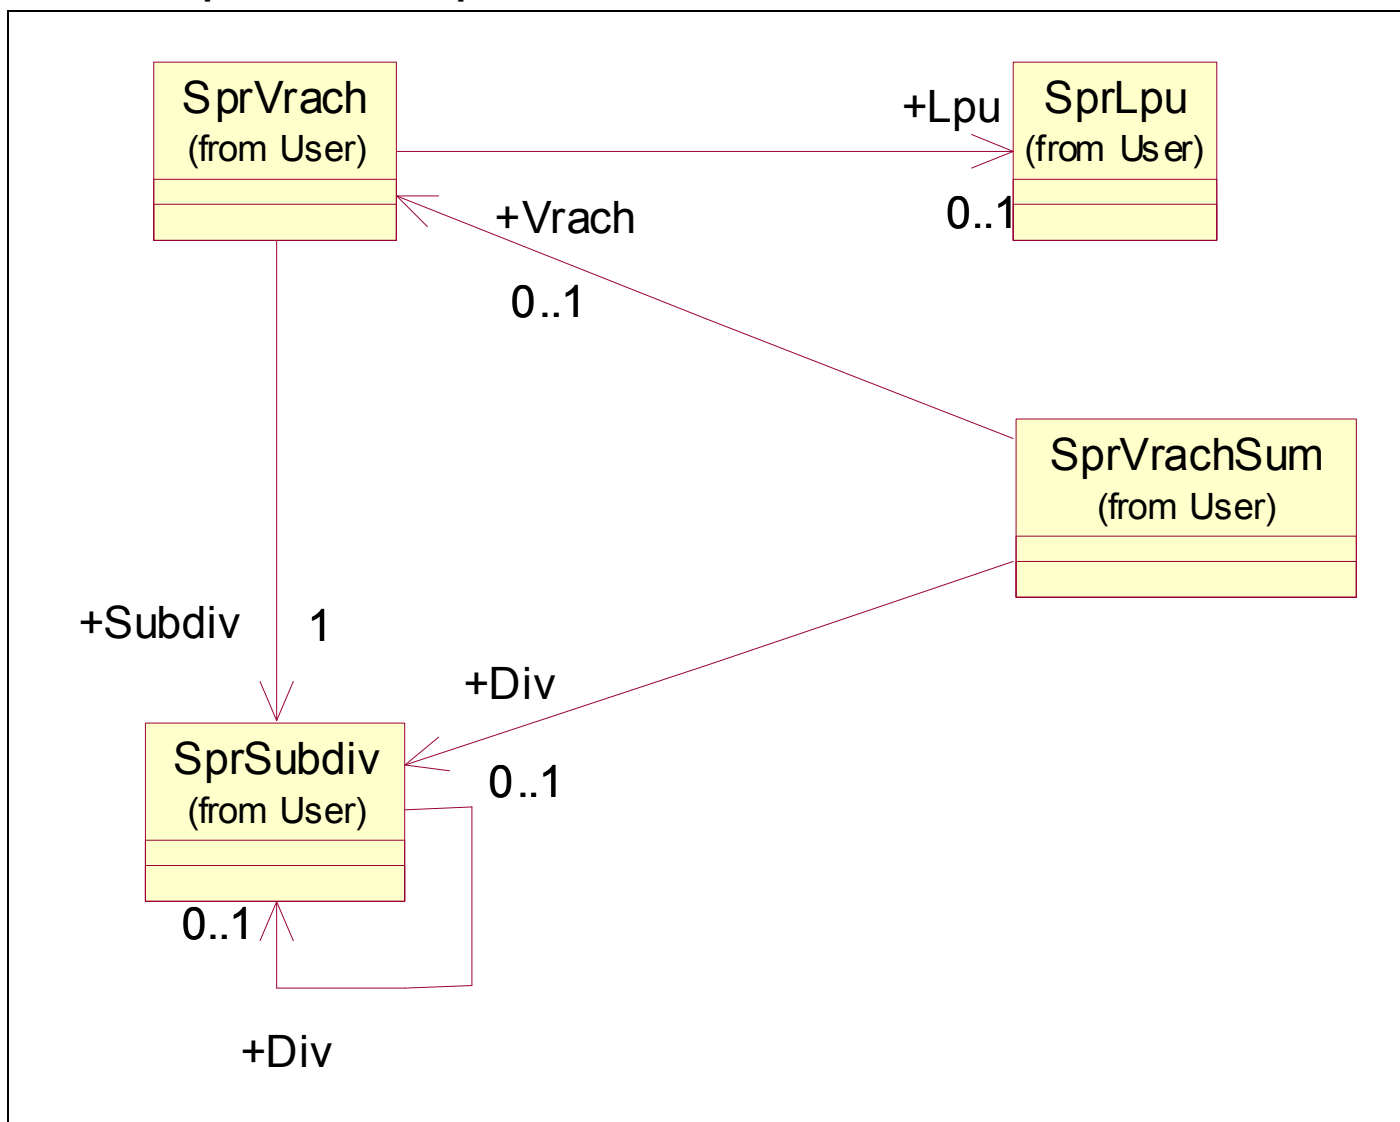 SprVrach
(from User)
+Lpu
SprLpu
(from User)
0..1
+Vrach
0..1
SprVrachSum
(from User)
+Subdiv
1
+Div
0..1
SprSubdiv
(from User)
0..1
+Div